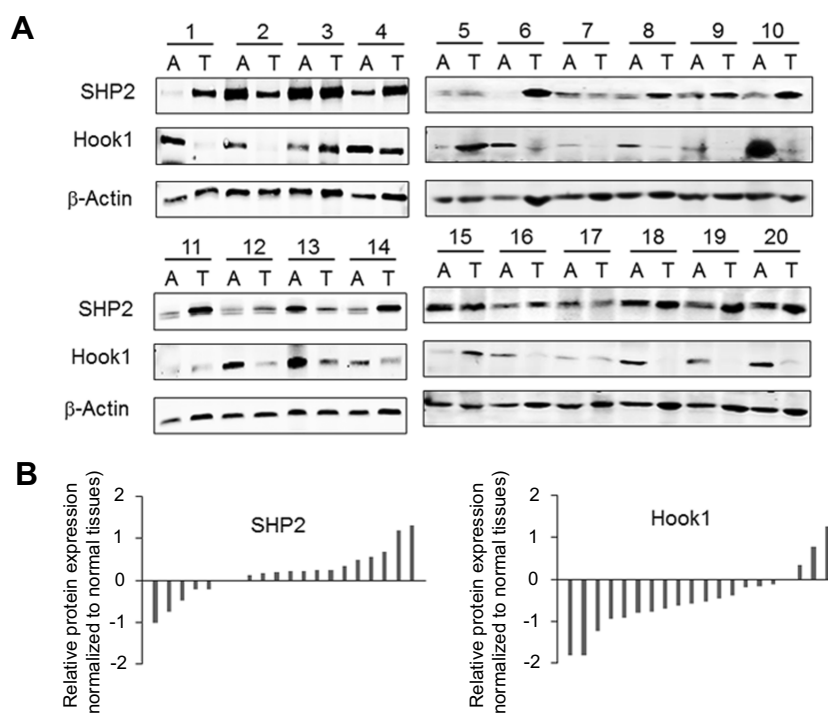 A
1 2 3 4 5 6 7 8 9 10
A T A T A T A T A T A T A T A T A T A T
SHP2
Hook1
β-Actin
11 12 13 14 15 16 17 18 19 20
A T A T A T A T A T A T A T A T A T A T
SHP2
Hook1
β-Actin
B
Relative protein expression
normalized to normal tissues)
2
1
0
-1
-2
SHP2
Relative protein expression
normalized to normal tissues)
2
1
0
-1
-2
Hook1